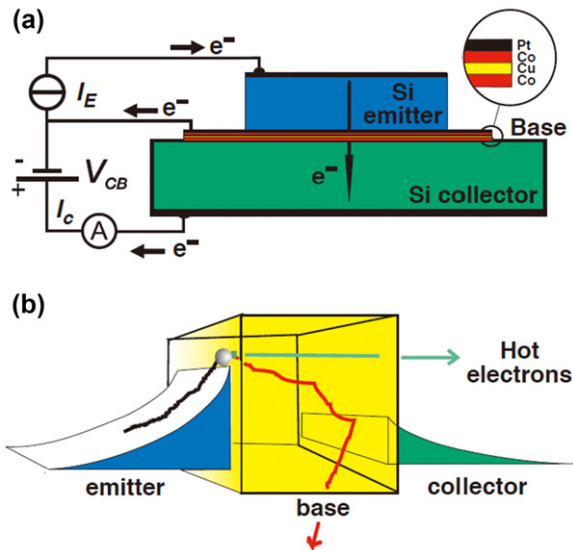 (a)
e⁻
Pt
Co
Cu
Co
I_E
Si
emitter
e⁻
Base
-
+
V_CB
e⁻
Si collector
I_c
A
e⁻
(b)
Hot
electrons
emitter
collector
base